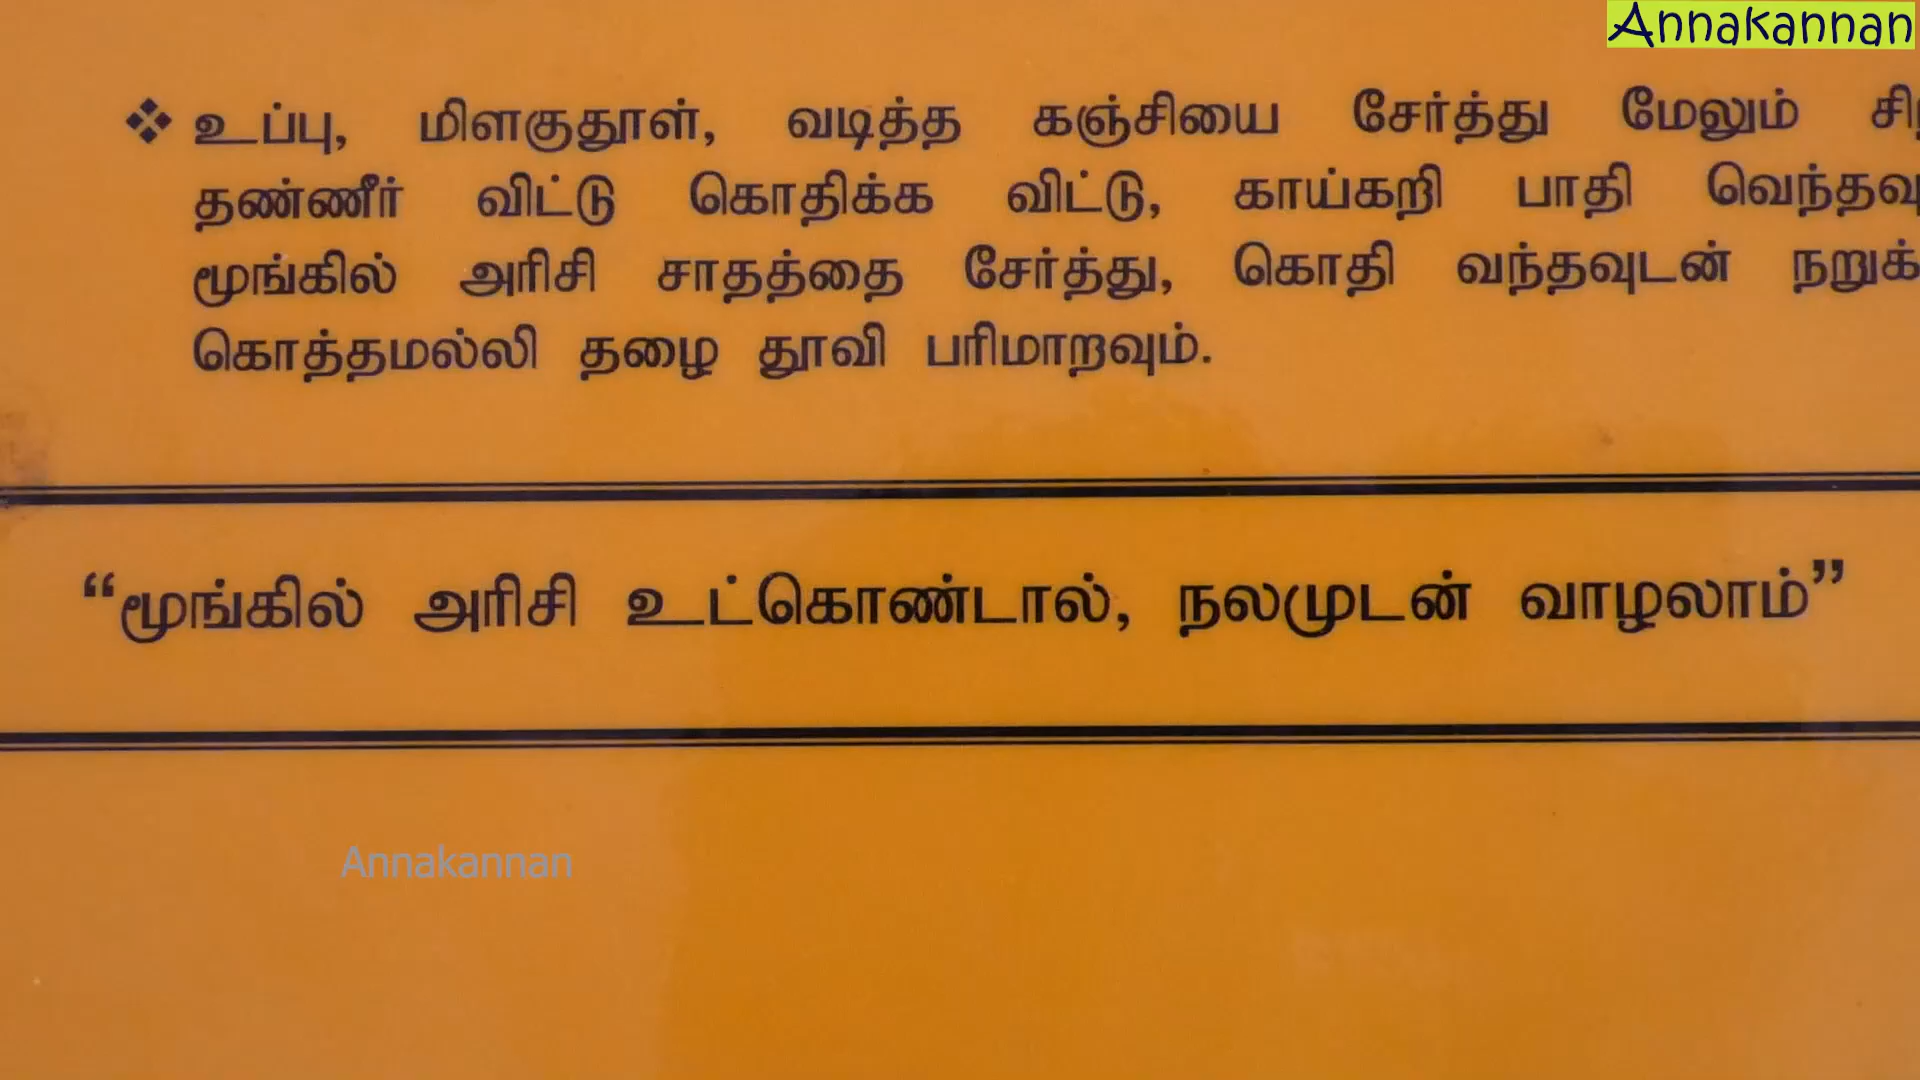 Annakannan
❖ உப்பு, மிளகுதூள், வடித்த கஞ்சியை சேர்த்து மேலும்
தண்ணீர் விட்டு கொதிக்க விட்டு, காய்கறி பாதி
மூங்கில் அரிசி சாதத்தை சேர்த்து, கொதி வந்தவுடன்
கொத்தமல்லி தழை தூவி பரிமாறவும்.
“மூங்கில் அரிசி உட்கொண்டால், நலமுடன் வாழலாம்”
Annakannan